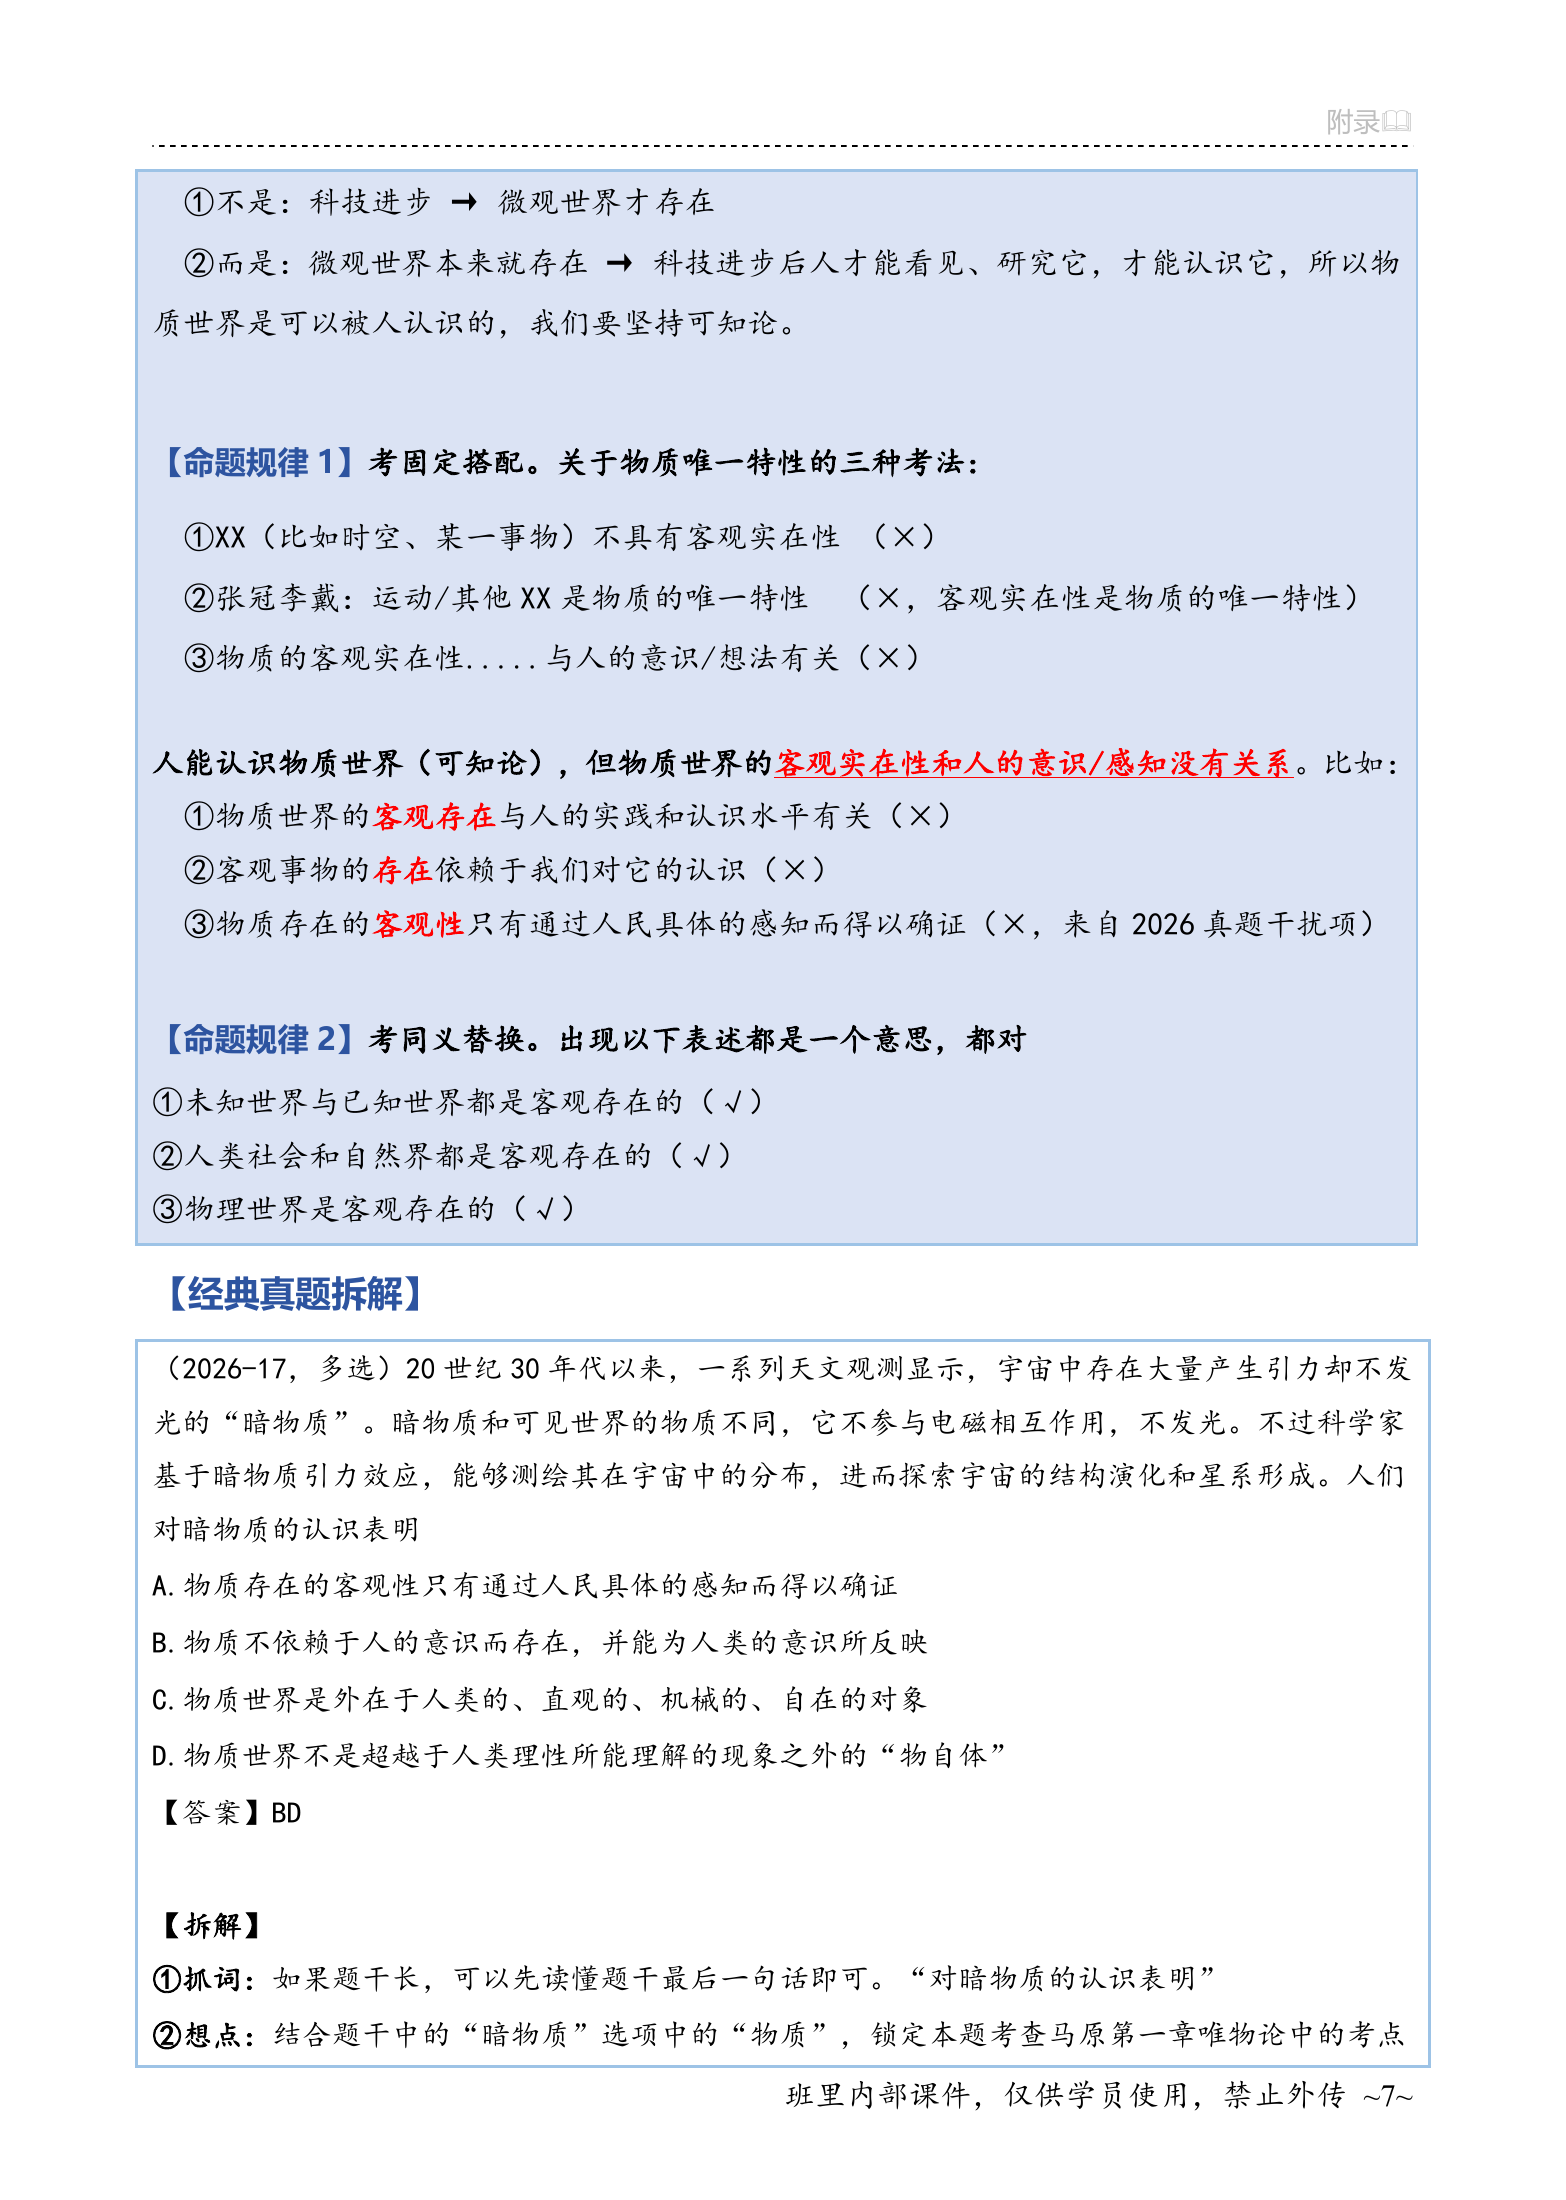 附录
①不是：科技进步 → 微观世界才存在
②而是：微观世界本来就存在 → 科技进步后人才能看见、研究它，才能认识它，所以物
质世界是可以被人认识的，我们要坚持可知论。
【命题规律 1】考固定搭配。关于物质唯一特性的三种考法：
①XX（比如时空、某一事物）不具有客观实在性 （×）
②张冠李戴：运动/其他 XX 是物质的唯一特性 （×，客观实在性是物质的唯一特性）
③物质的客观实在性.....与人的意识/想法有关（×）
人能认识物质世界（可知论），但物质世界的客观实在性和人的意识/感知没有关系。比如：
①物质世界的客观存在与人的实践和认识水平有关（×）
②客观事物的存在依赖于我们对它的认识（×）
③物质存在的客观性只有通过人民具体的感知而得以确证（×，来自 2026 真题干扰项）
【命题规律 2】考同义替换。出现以下表述都是一个意思，都对
①未知世界与已知世界都是客观存在的（√）
②人类社会和自然界都是客观存在的（√）
③物理世界是客观存在的（√）
【经典真题拆解】
（2026-17，多选）20 世纪 30 年代以来，一系列天文观测显示，宇宙中存在大量产生引力却不发
光的“暗物质”。暗物质和可见世界的物质不同，它不参与电磁相互作用，不发光。不过科学家
基于暗物质引力效应，能够测绘其在宇宙中的分布，进而探索宇宙的结构演化和星系形成。人们
对暗物质的认识表明
A.物质存在的客观性只有通过人民具体的感知而得以确证
B.物质不依赖于人的意识而存在，并能为人类的意识所反映
C.物质世界是外在于人类的、直观的、机械的、自在的对象
D.物质世界不是超越于人类理性所能理解的现象之外的“物自体”
【答案】BD
【拆解】
①抓词：如果题干长，可以先读懂题干最后一句话即可。“对暗物质的认识表明”
②想点：结合题干中的“暗物质”选项中的“物质”，锁定本题考查马原第一章唯物论中的考点
班里内部课件，仅供学员使用，禁止外传 ~7~